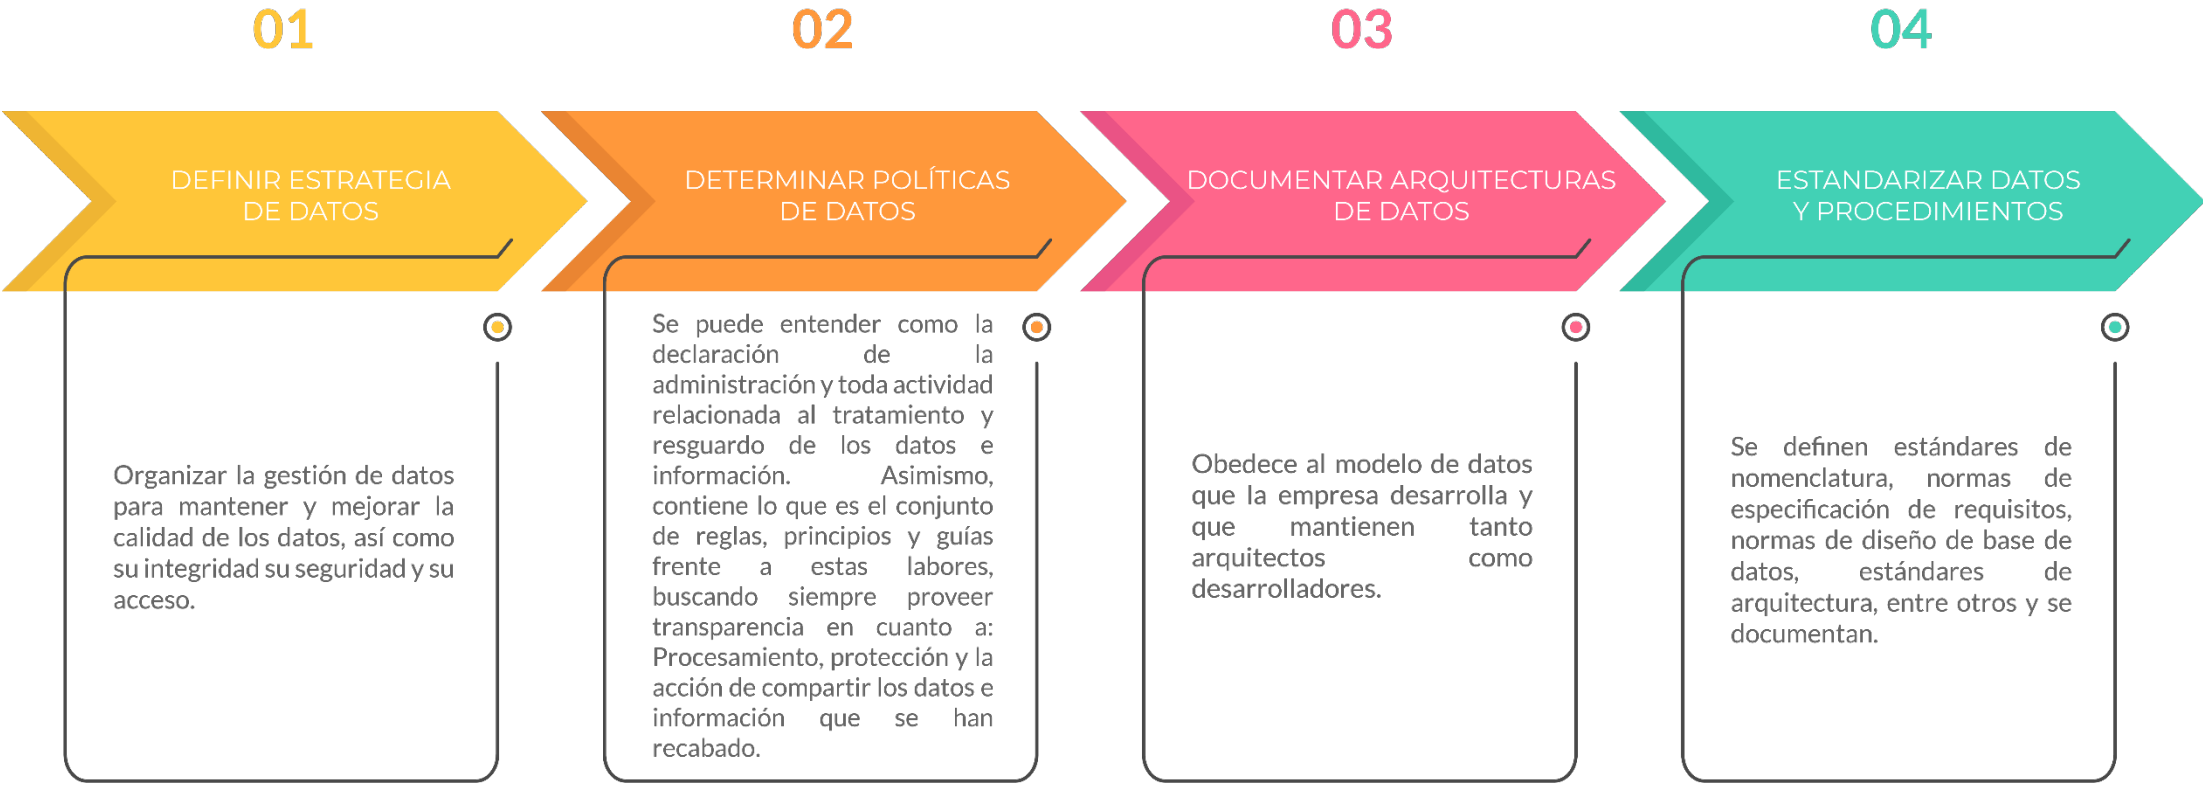 01
DEFINIR ESTRATEGIA
DE DATOS
Organizar la gestión de datos
para mantener y mejorar la
calidad de los datos, así como
su integridad su seguridad y su
acceso.
02
DETERMINAR POLÍTICAS
DE DATOS
Se puede entender como la
declaración de la
administración y toda actividad
relacionada al tratamiento y
resguardo de los datos e
información. Asimismo,
contiene lo que es el conjunto
de reglas, principios y guías
frente a estas labores,
buscando siempre proveer
transparencia en cuanto a:
Procesamiento, protección y la
acción de compartir los datos e
información que se han
recabado.
03
DOCUMENTAR ARQUITECTURAS
DE DATOS
Obedece al modelo de datos
que la empresa desarrolla y
que mantienen tanto
arquitectos como
desarrolladores.
04
ESTANDARIZAR DATOS
Y PROCEDIMIENTOS
Se definen estándares de
nomenclatura, normas de
especificación de requisitos,
normas de diseño de base de
datos, estándares de
arquitectura, entre otros y se
documentan.